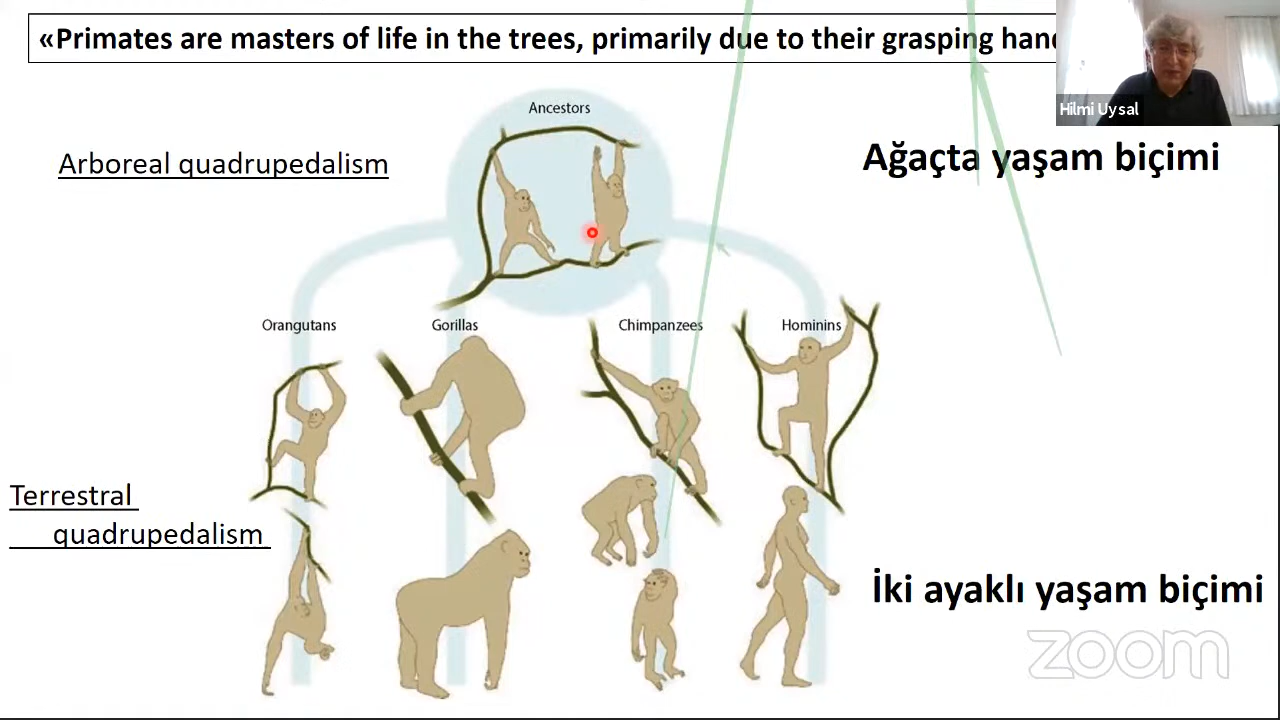 «Primates are masters of life in the trees, primarily due to their grasping
Hilmi Uysal
Ancestors
Arboreal quadrupedalism
Ağaçta yaşam biçimi
Orangutans
Gorillas
Chimpanzees
Hominins
Terrestral
quadrupedalism
İki ayaklı yaşam biçimi
zoom